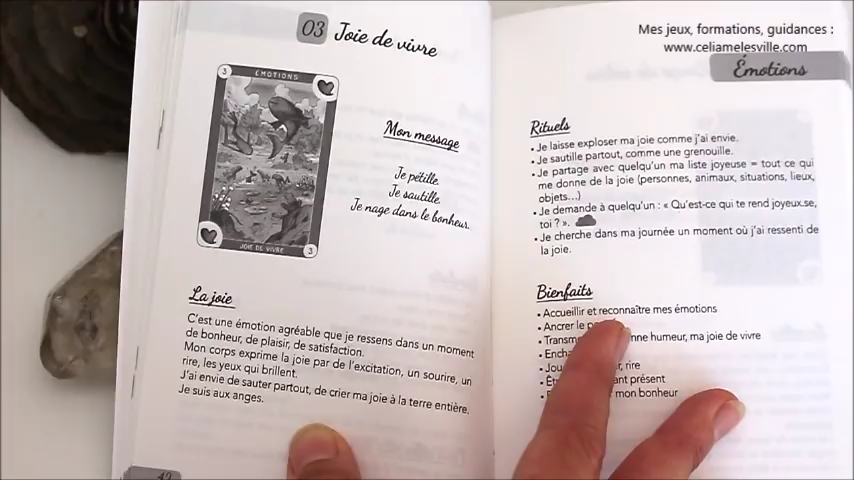 03 Joie de vivre
3 ÉMOTIONS
JOIE DE VIVRE 3
Mon message
Je pétille.
Je sautille.
Je nage dans le bonheur.
La joie
C'est une émotion agréable que je ressens dans un moment
de bonheur, de plaisir, de satisfaction.
Mon corps exprime la joie par de l'excitation, un sourire, un
rire, les yeux qui brillent.
J'ai envie de sauter partout, de crier ma joie à la terre entière.
Je suis aux anges.
Mes jeux, formations, guidances :
www.celiamelesville.com
Émotions
Rituels
• Je laisse exploser ma joie comme j'ai envie.
• Je sautille partout, comme une grenouille.
• Je partage avec quelqu'un ma liste joyeuse = tout ce qui
me donne de la joie (personnes, animaux, situations, lieux,
objets...)
• Je demande à quelqu'un : « Qu'est-ce qui te rend joyeux.se,
toi ? ».
• Je cherche dans ma journée un moment où j'ai ressenti de
la joie.
Bienfaits
• Accueillir et reconnaître mes émotions
• Ancrer le
• humeur, ma joie de vivre
•
• rire
• présent
• mon bonheur